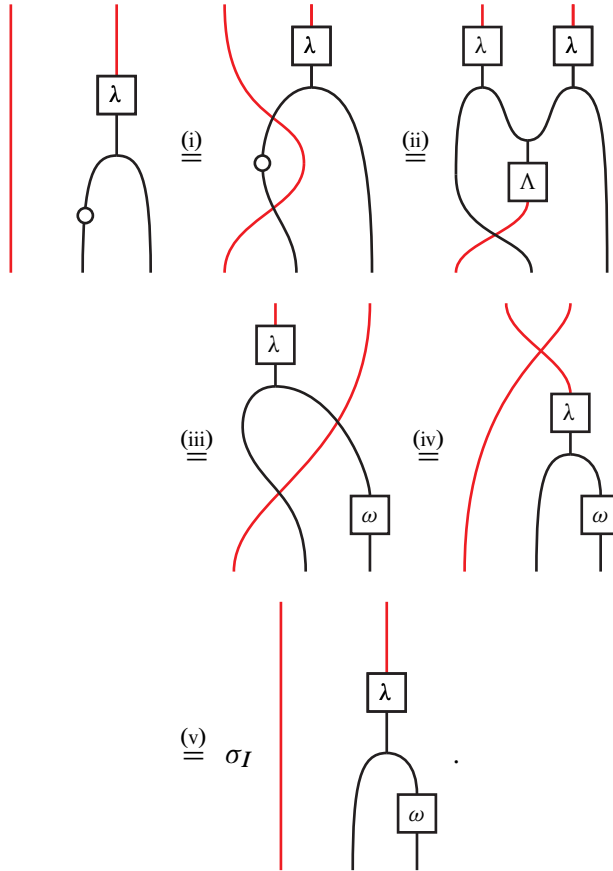 λ λ λ λ
(i) = (ii) =
Λ
λ
(iii) = (iv) = λ
ω ω
λ
(v) = σ_I .
ω